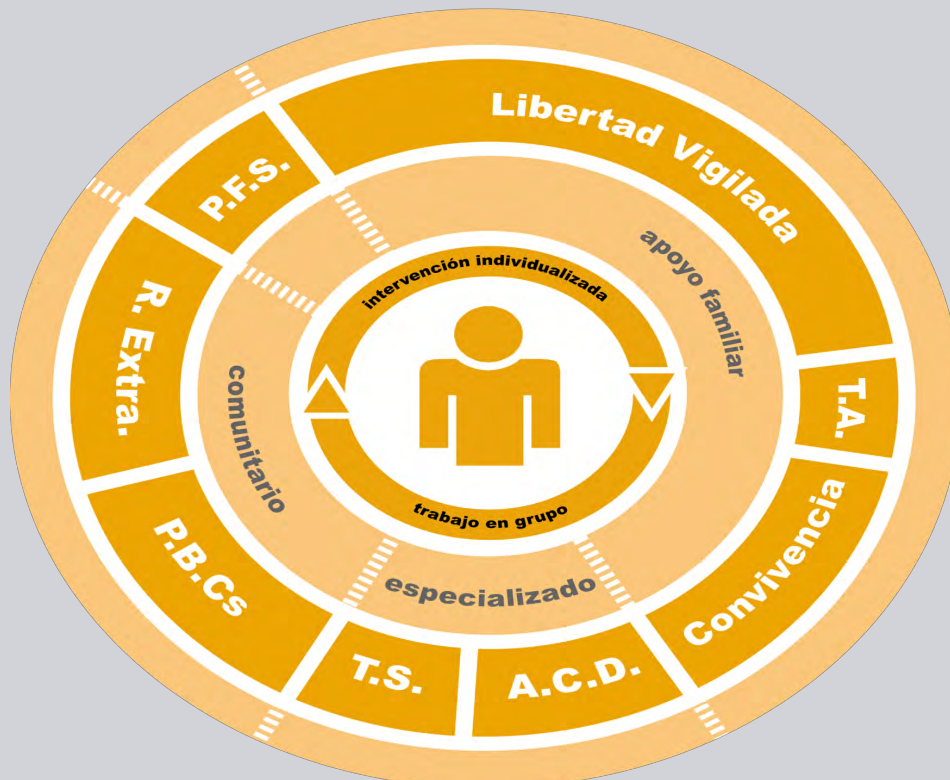 Libertad Vigilada
T.A.
Convivencia
A.C.D.
T.S.
P.B.Cs
R. Extra.
P.F.S.
apoyo familiar
especializado
comunitario
intervención individualizada
trabajo en grupo